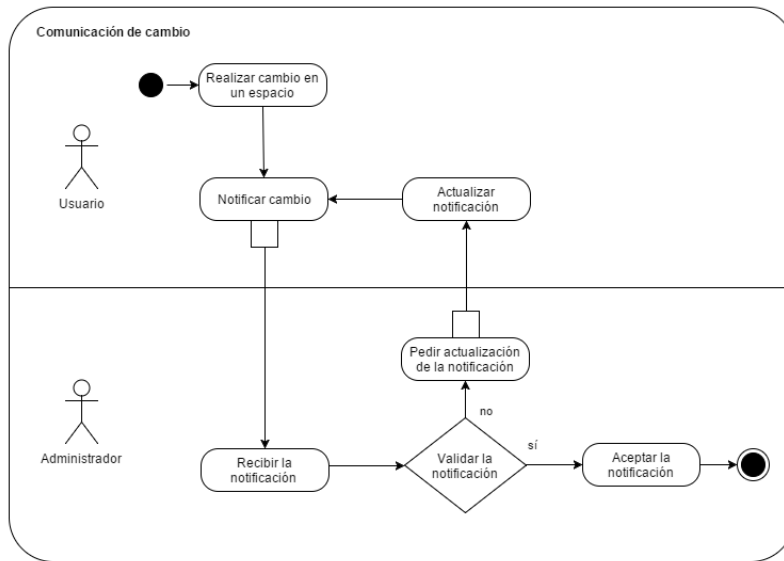 Comunicación de cambio
Realizar cambio en
un espacio
Usuario
Notificar cambio
Actualizar
notificación
Pedir actualización
de la notificación
no
sí
Administrador
Recibir la
notificación
Validar la
notificación
Aceptar la
notificación